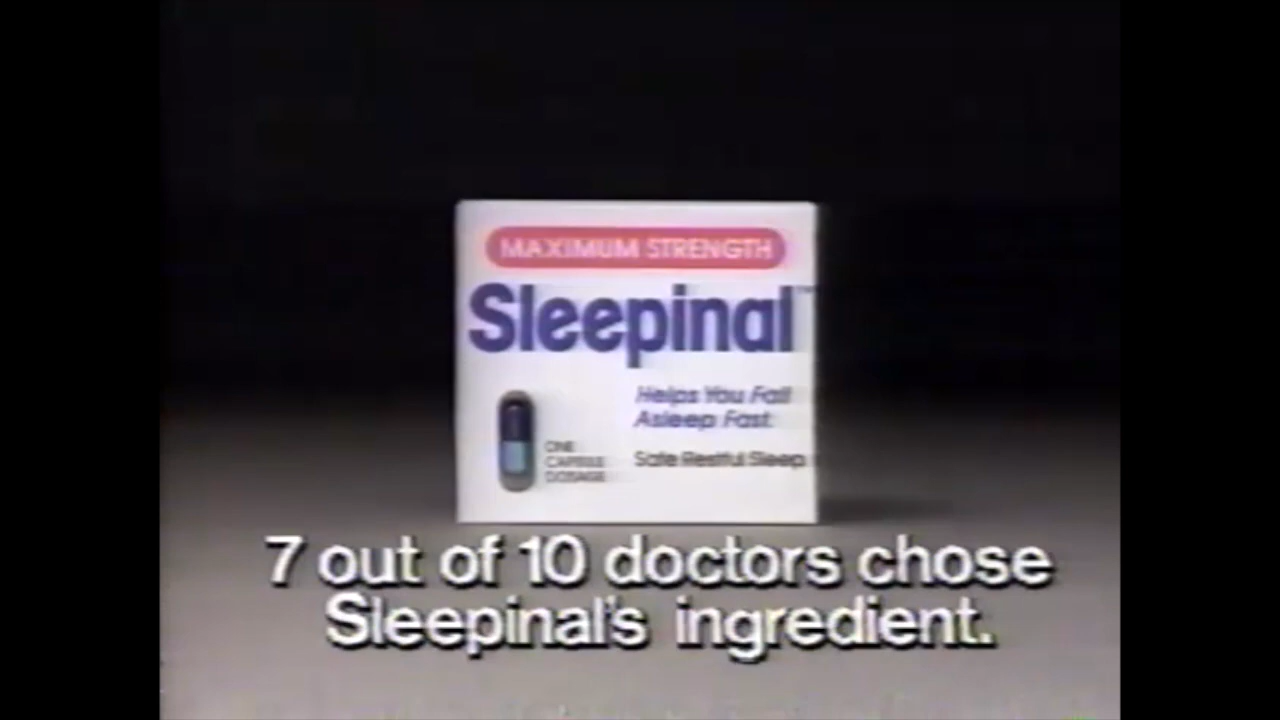 MAXIMUM STRENGTH
Sleepinal™
Helps You Fall
Asleep Fast
Safe Restful Sleep
ONE
CAPSULE
DOSAGE
7 out of 10 doctors chose
Sleepinal's ingredient.